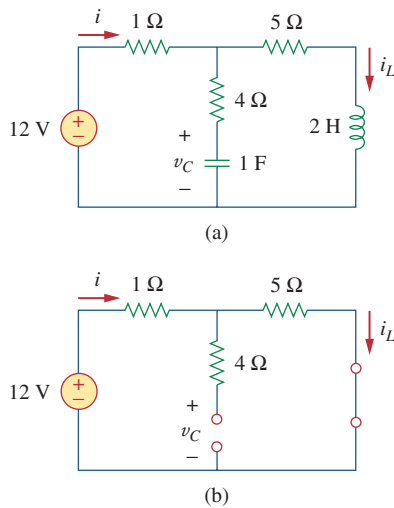 i 1 Ω 5 Ω
i_L
4 Ω
12 V + − + 2 H
v_C 1 F
−
(a)
i 1 Ω 5 Ω
i_L
4 Ω
12 V + − +
v_C
−
(b)